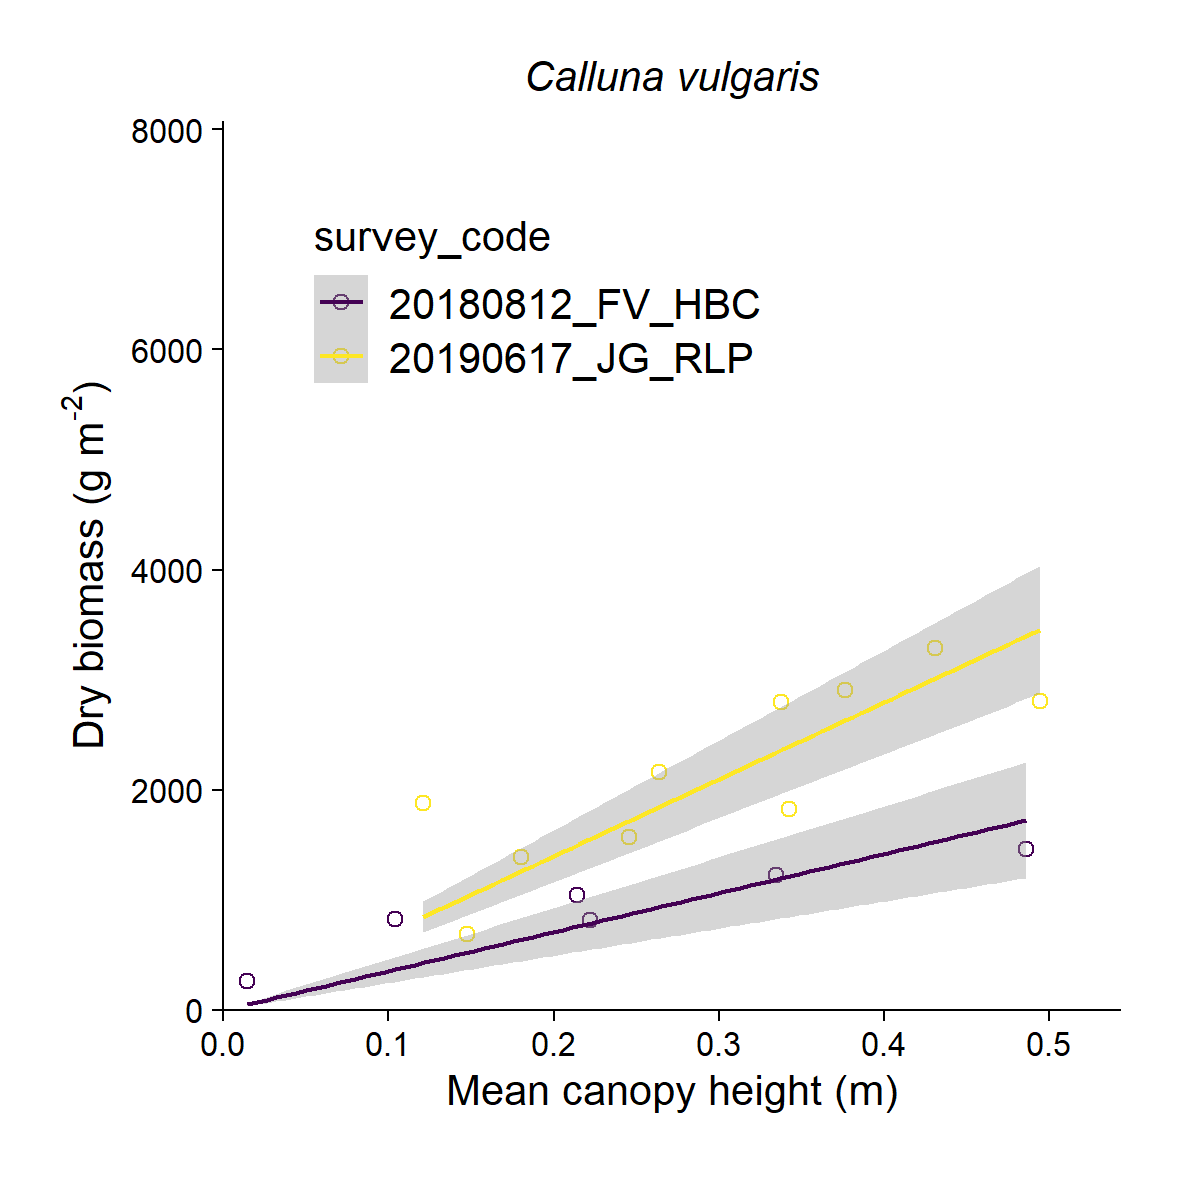 Calluna vulgaris
8000
6000
4000
2000
0
Dry biomass (g m⁻²)
survey_code
20180812_FV_HBC
20190617_JG_RLP
0.0 0.1 0.2 0.3 0.4 0.5
Mean canopy height (m)